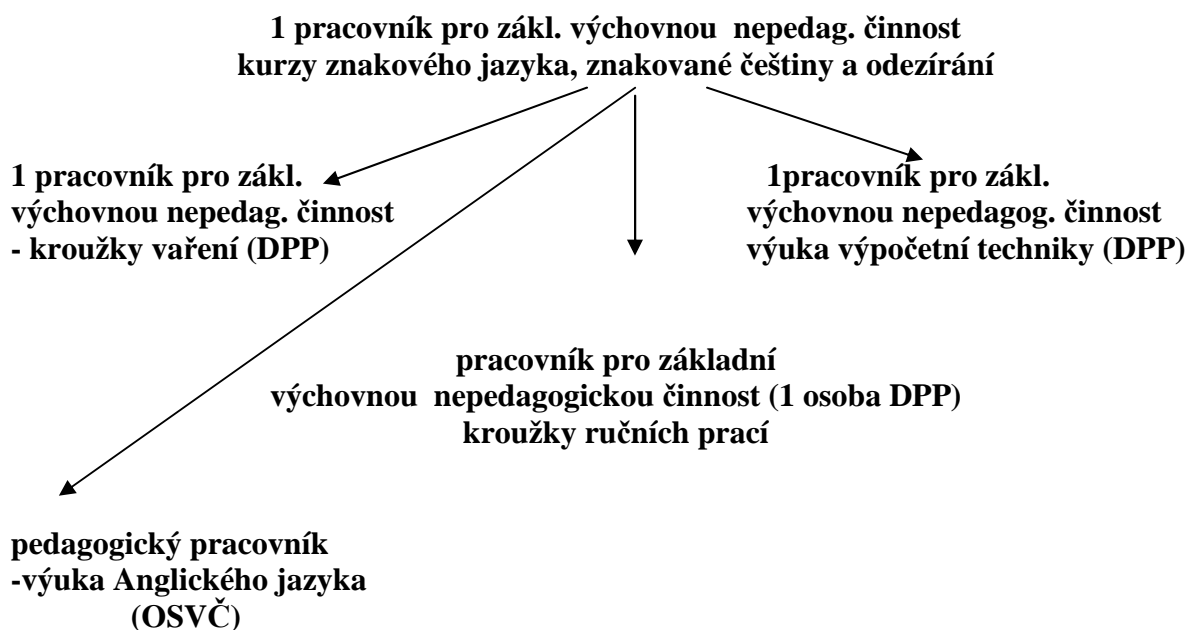 1 pracovník pro zákl. výchovnou nepedag. činnost
kurzy znakového jazyka, znakované češtiny a odezírání
1 pracovník pro zákl.
výchovnou nepedag. činnost
- kroužky vaření (DPP)
1pracovník pro zákl.
výchovnou nepedagog. činnost
výuka výpočetní techniky (DPP)
pracovník pro základní
výchovnou nepedagogickou činnost (1 osoba DPP)
kroužky ručních prací
pedagogický pracovník
-výuka Anglického jazyka
(OSVČ)